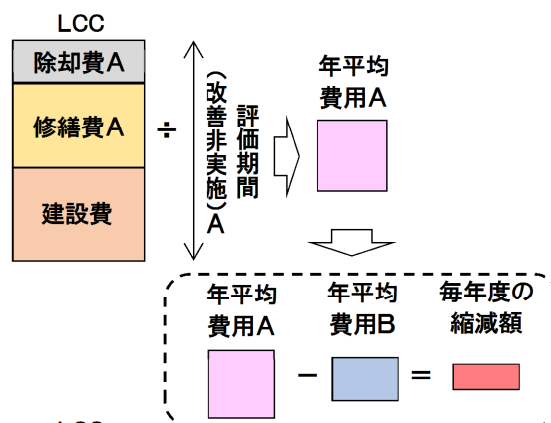 LCC
除却費A
修繕費A
建設費
÷
評価期間
(改善非実施)A
年平均
費用A
年平均
費用A
−
年平均
費用B
=
毎年度の
縮減額